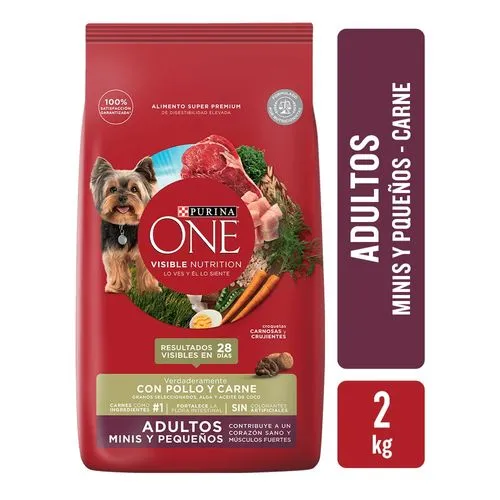 100%
SATISFACCIÓN
GARANTIZADA
ALIMENTO SUPER PREMIUM
DE DIGESTIBILIDAD ELEVADA
PURINA
ONE
VISIBLE NUTRITION
LO VES Y ÉL LO SIENTE
croquetas
CARNOSAS y
CRUJIENTES
RESULTADOS
VISIBLES EN 28 DÍAS
Verdaderamente
CON POLLO Y CARNE
GRANOS SELECCIONADOS, ALGA Y ACEITE DE COCO
CARNES COMO INGREDIENTES #1
FORTALECE LA FLORA INTESTINAL
SIN COLORANTES ARTIFICIALES
ADULTOS
MINIS Y PEQUEÑOS
CONTRIBUYE A UN
CORAZÓN SANO Y
MÚSCULOS FUERTES
ADULTOS
MINIS Y PQUEÑOS - CARNE
2
kg